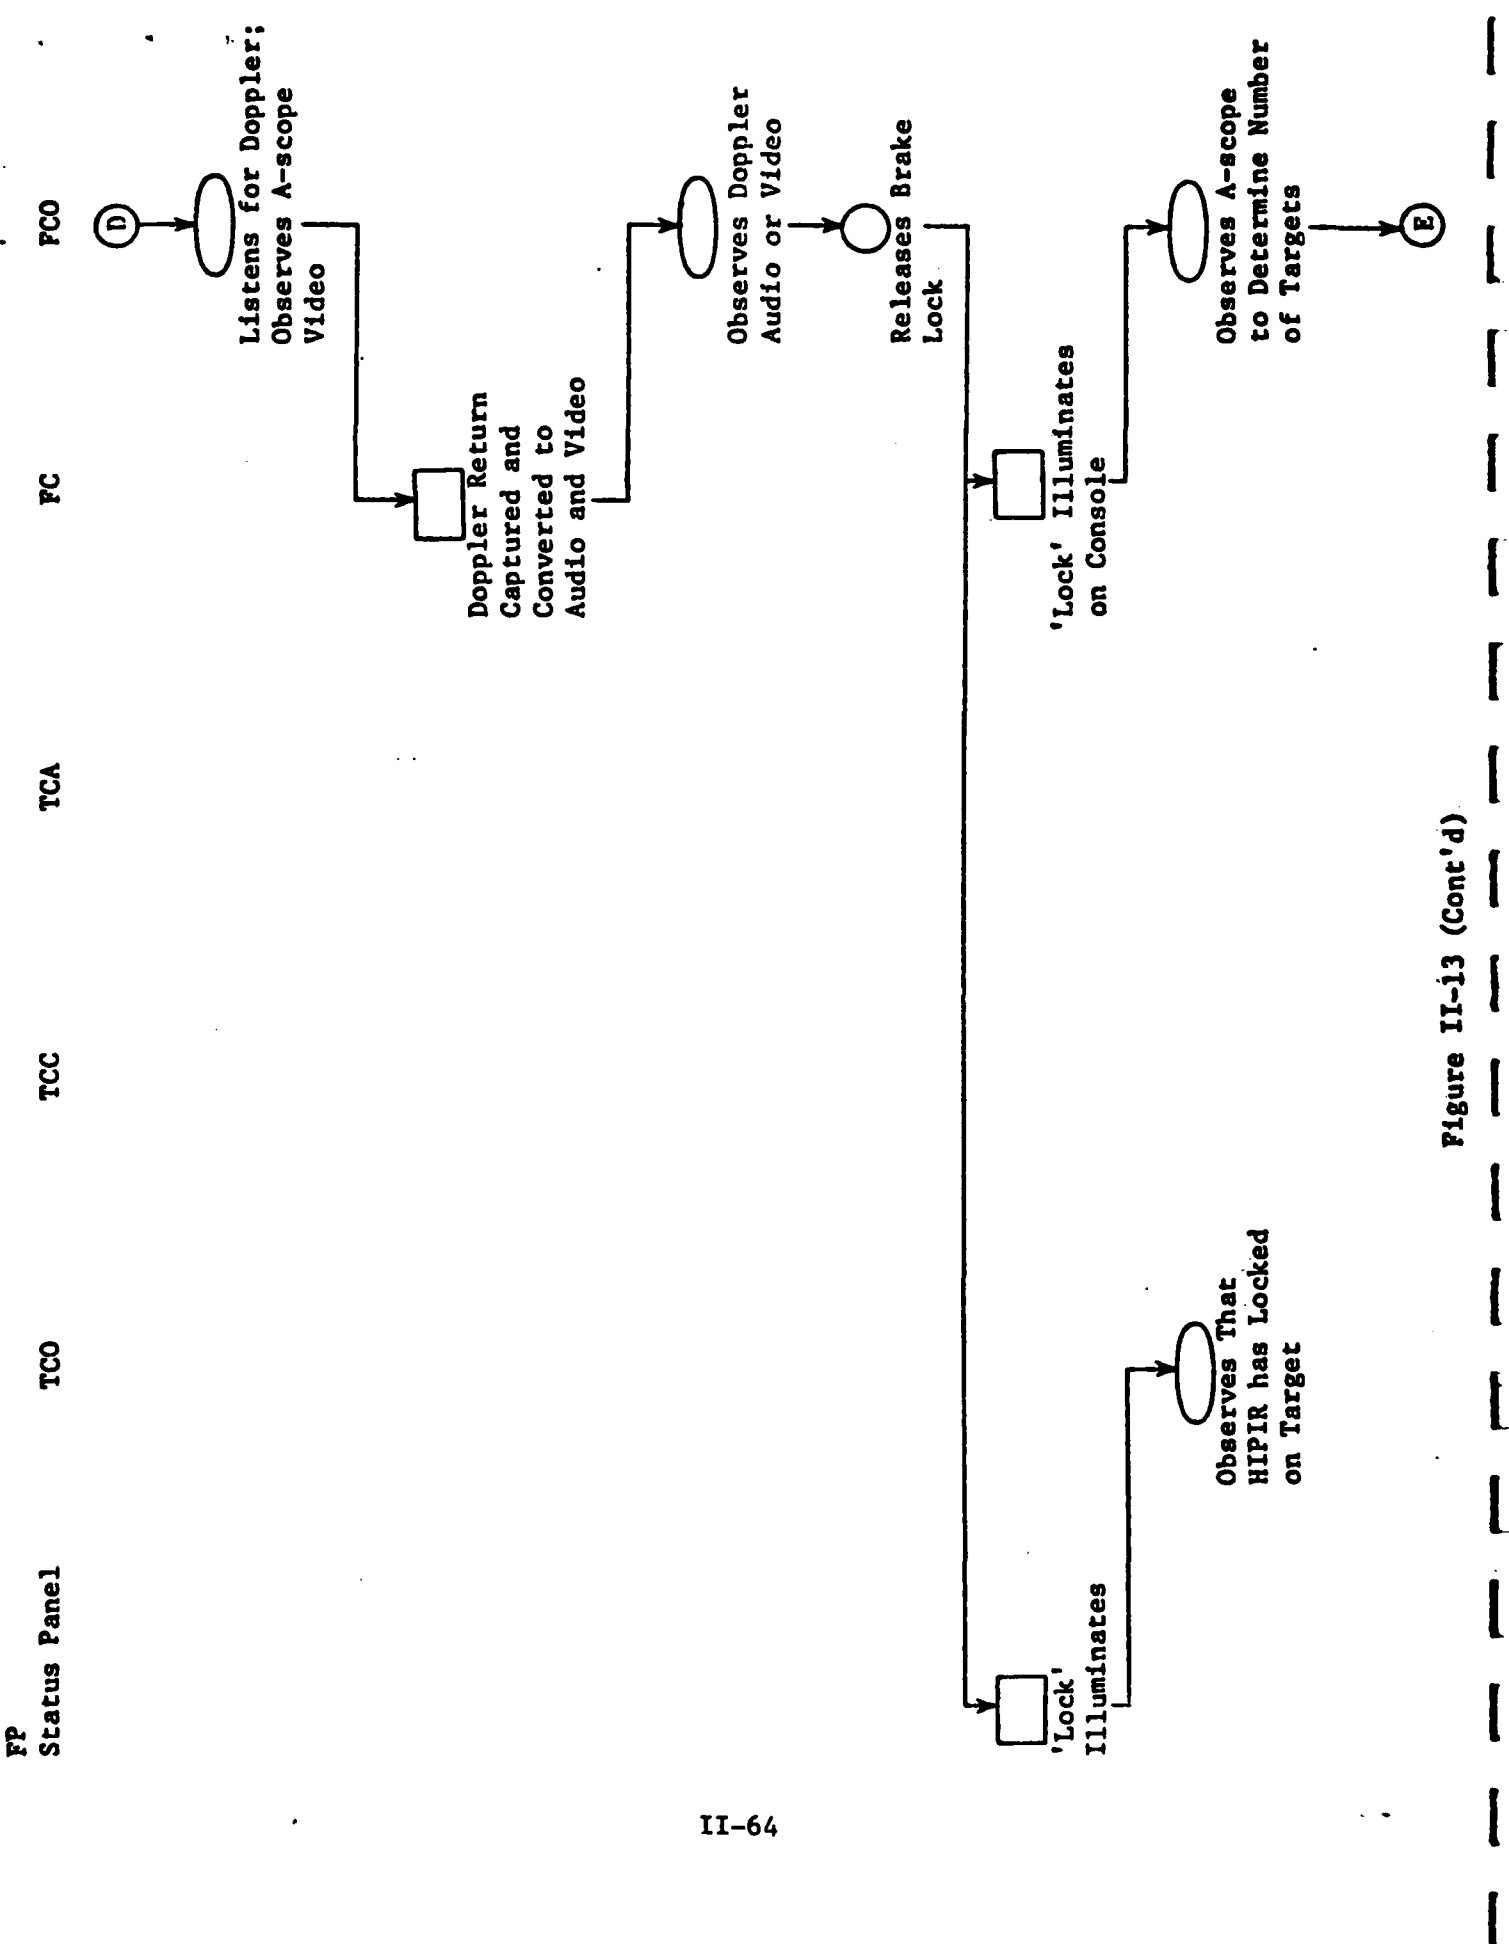 FP
Status Panel
TCO
TCC
TCA
FC
FCO
D
Listens for Doppler;
Observes A-scope
Video
Doppler Return
Captured and
Converted to
Audio and Video
Observes Doppler
Audio or Video
Releases Brake
Lock
'Lock'
Illuminates
'Lock' Illuminates
on Console
Observes That
HIPIR has Locked
on Target
Observes A-scope
to Determine Number
of Targets
E
Figure II-13 (Cont'd)
II-64